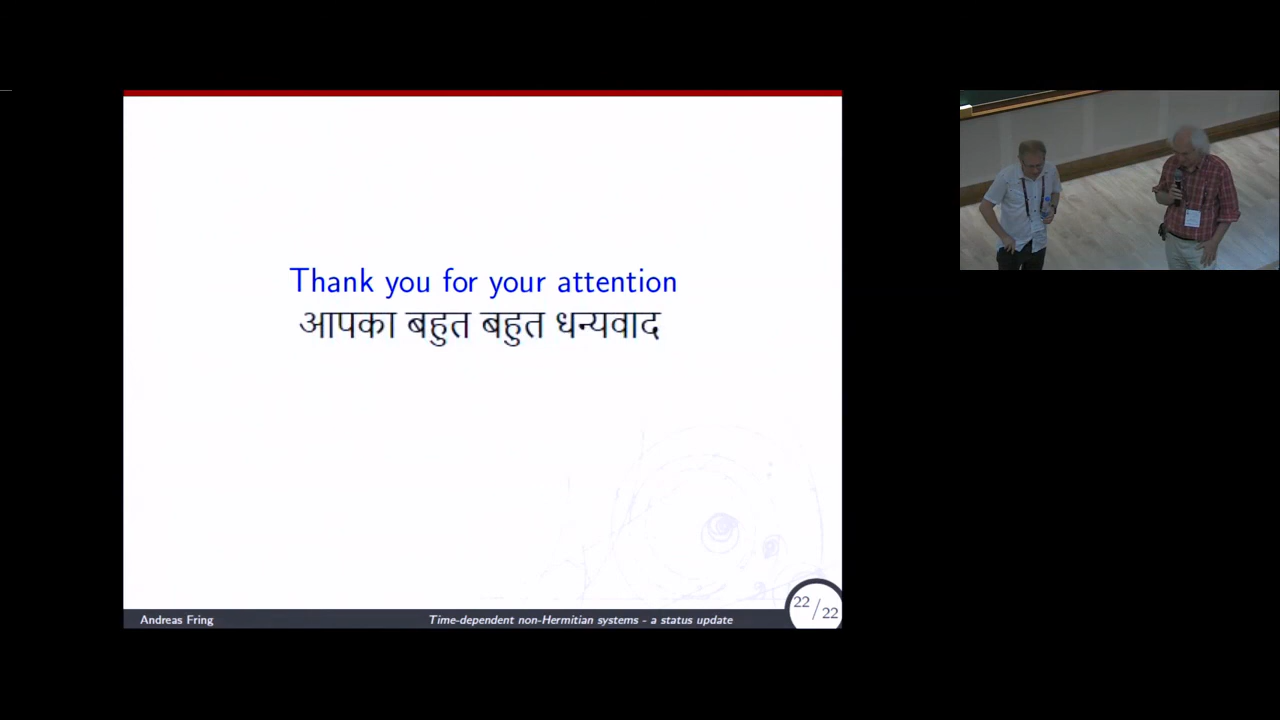 Thank you for your attention
आपका बहुत बहुत धन्यवाद
Andreas Fring
Time-dependent non-Hermitian systems - a status update
22/22